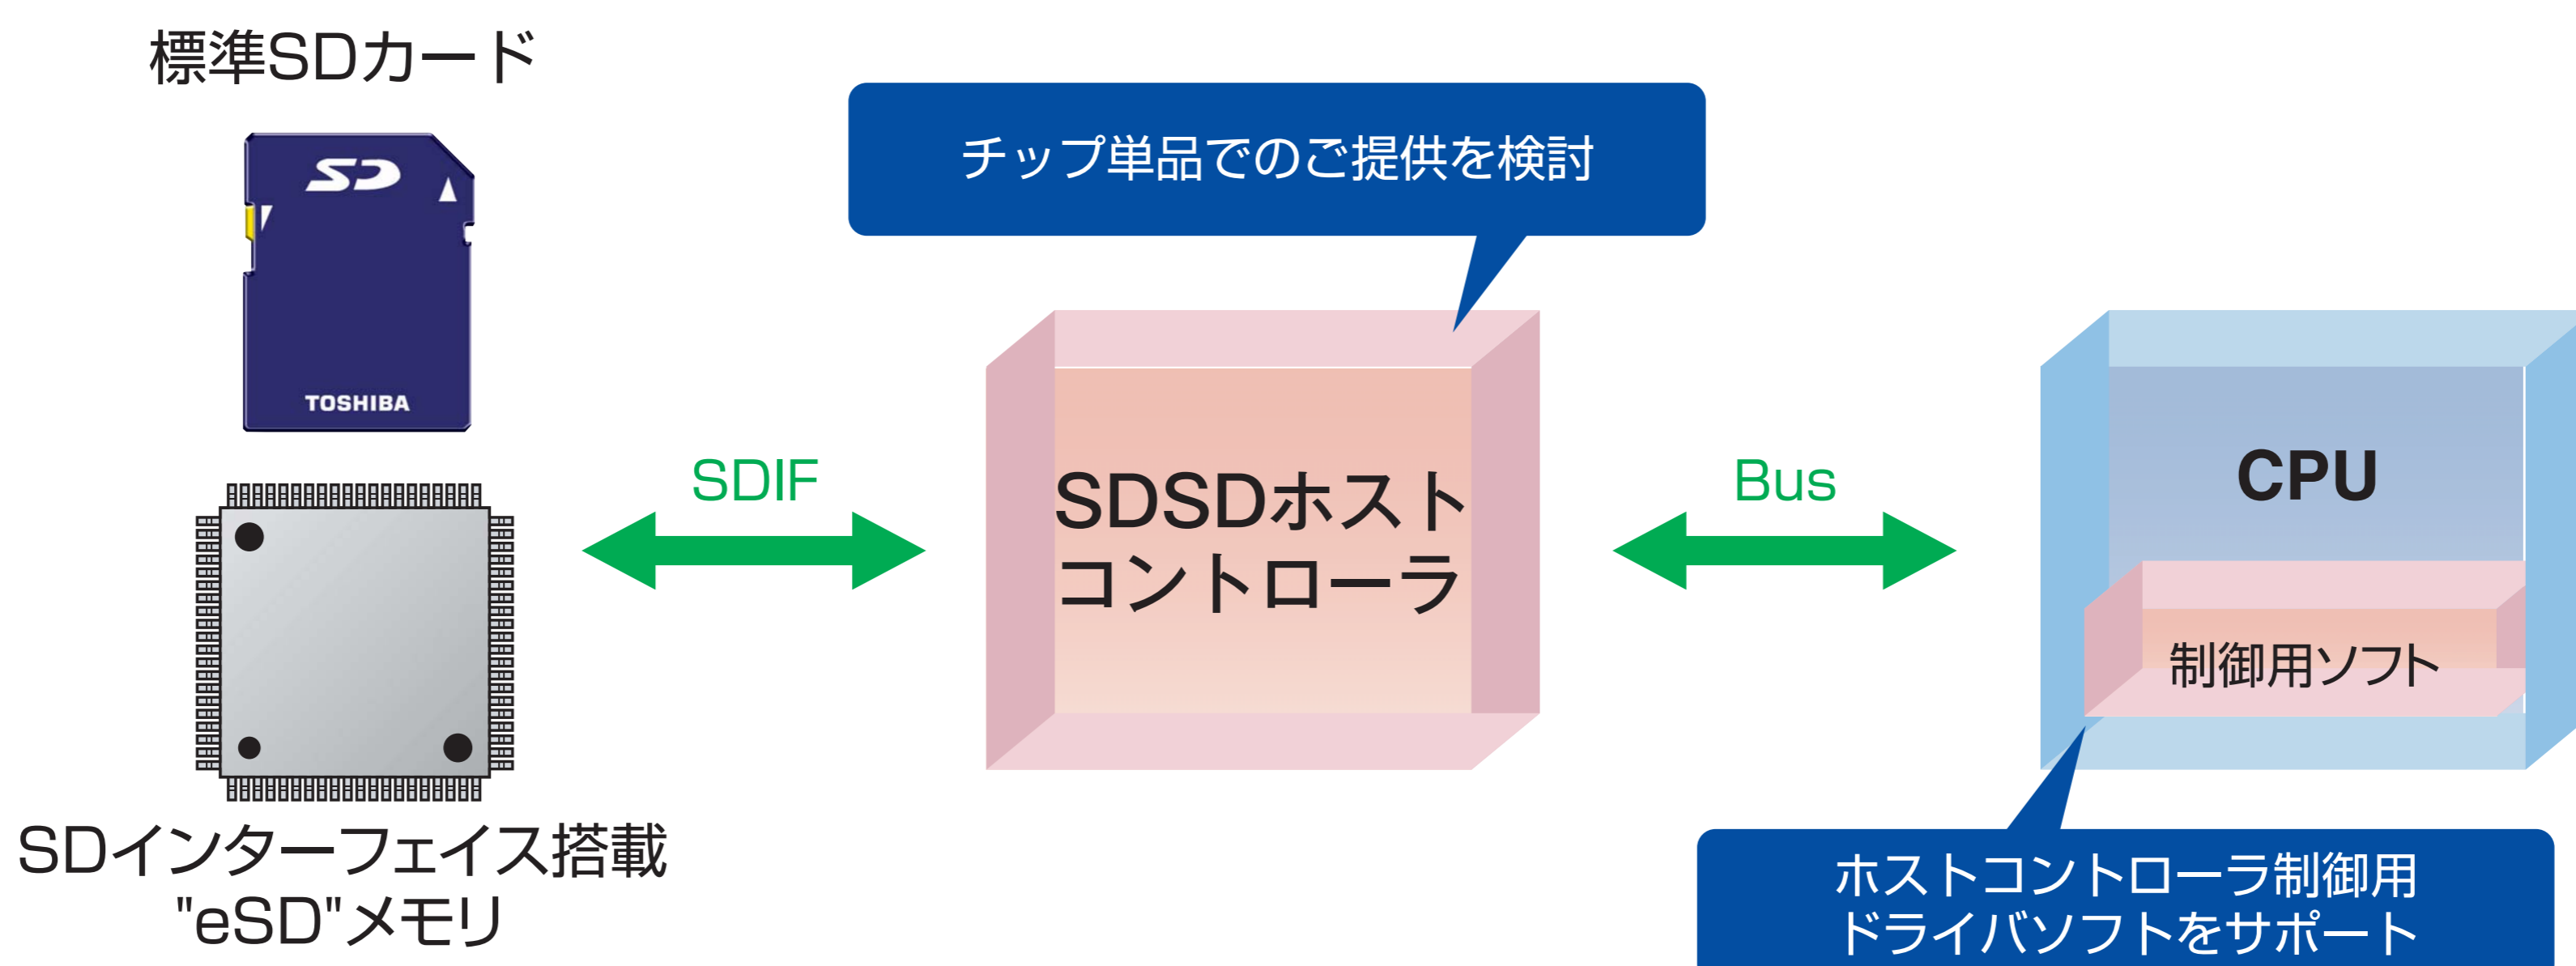 標準SDカード
SD
TOSHIBA
チップ単品でのご提供を検討
SDIF
SDSDホスト
コントローラ
Bus
CPU
制御用ソフト
SDインターフェイス搭載
"eSD"メモリ
ホストコントローラ制御用
ドライバソフトをサポート